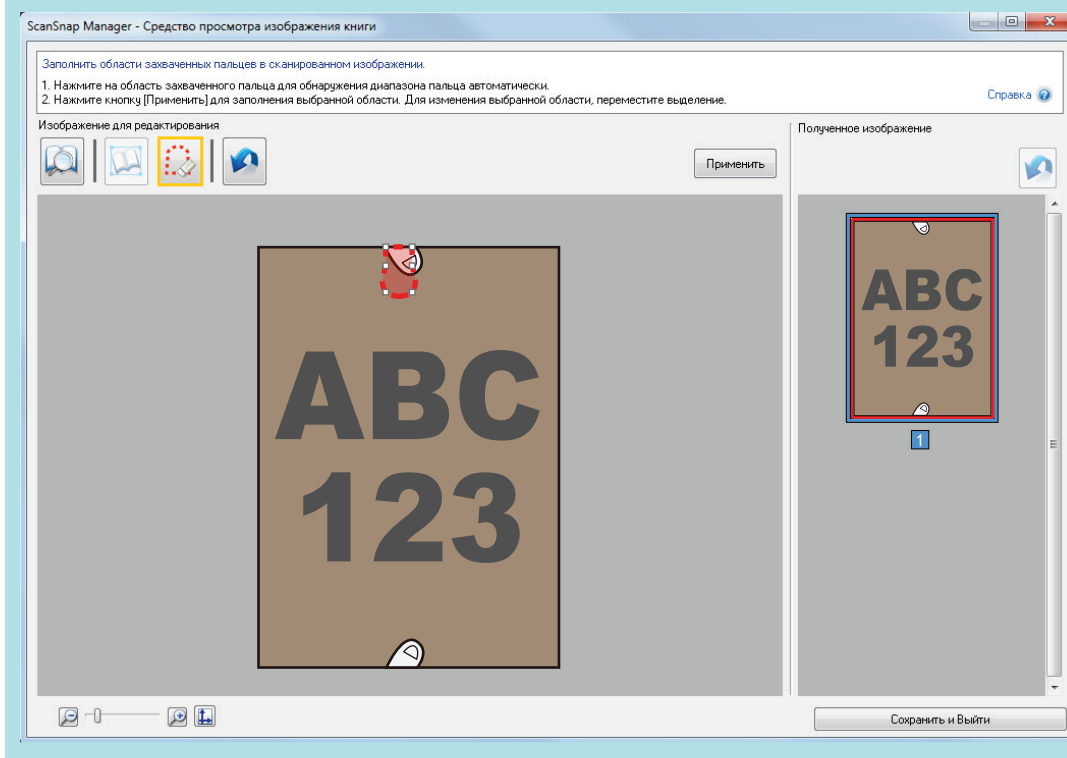 ScanSnap Manager - Средство просмотра изображения книги
Заполнить области захваченных пальцев в сканированном изображении.
1. Нажмите на область захваченного пальца для обнаружения диапазона пальца автоматически.
2. Нажмите кнопку [Применить] для заполнения выбранной области. Для изменения выбранной области, переместите выделение.
Справка
Изображение для редактирования
Полученное изображение
Применить
ABC
123
ABC
123
1
Сохранить и Выйти